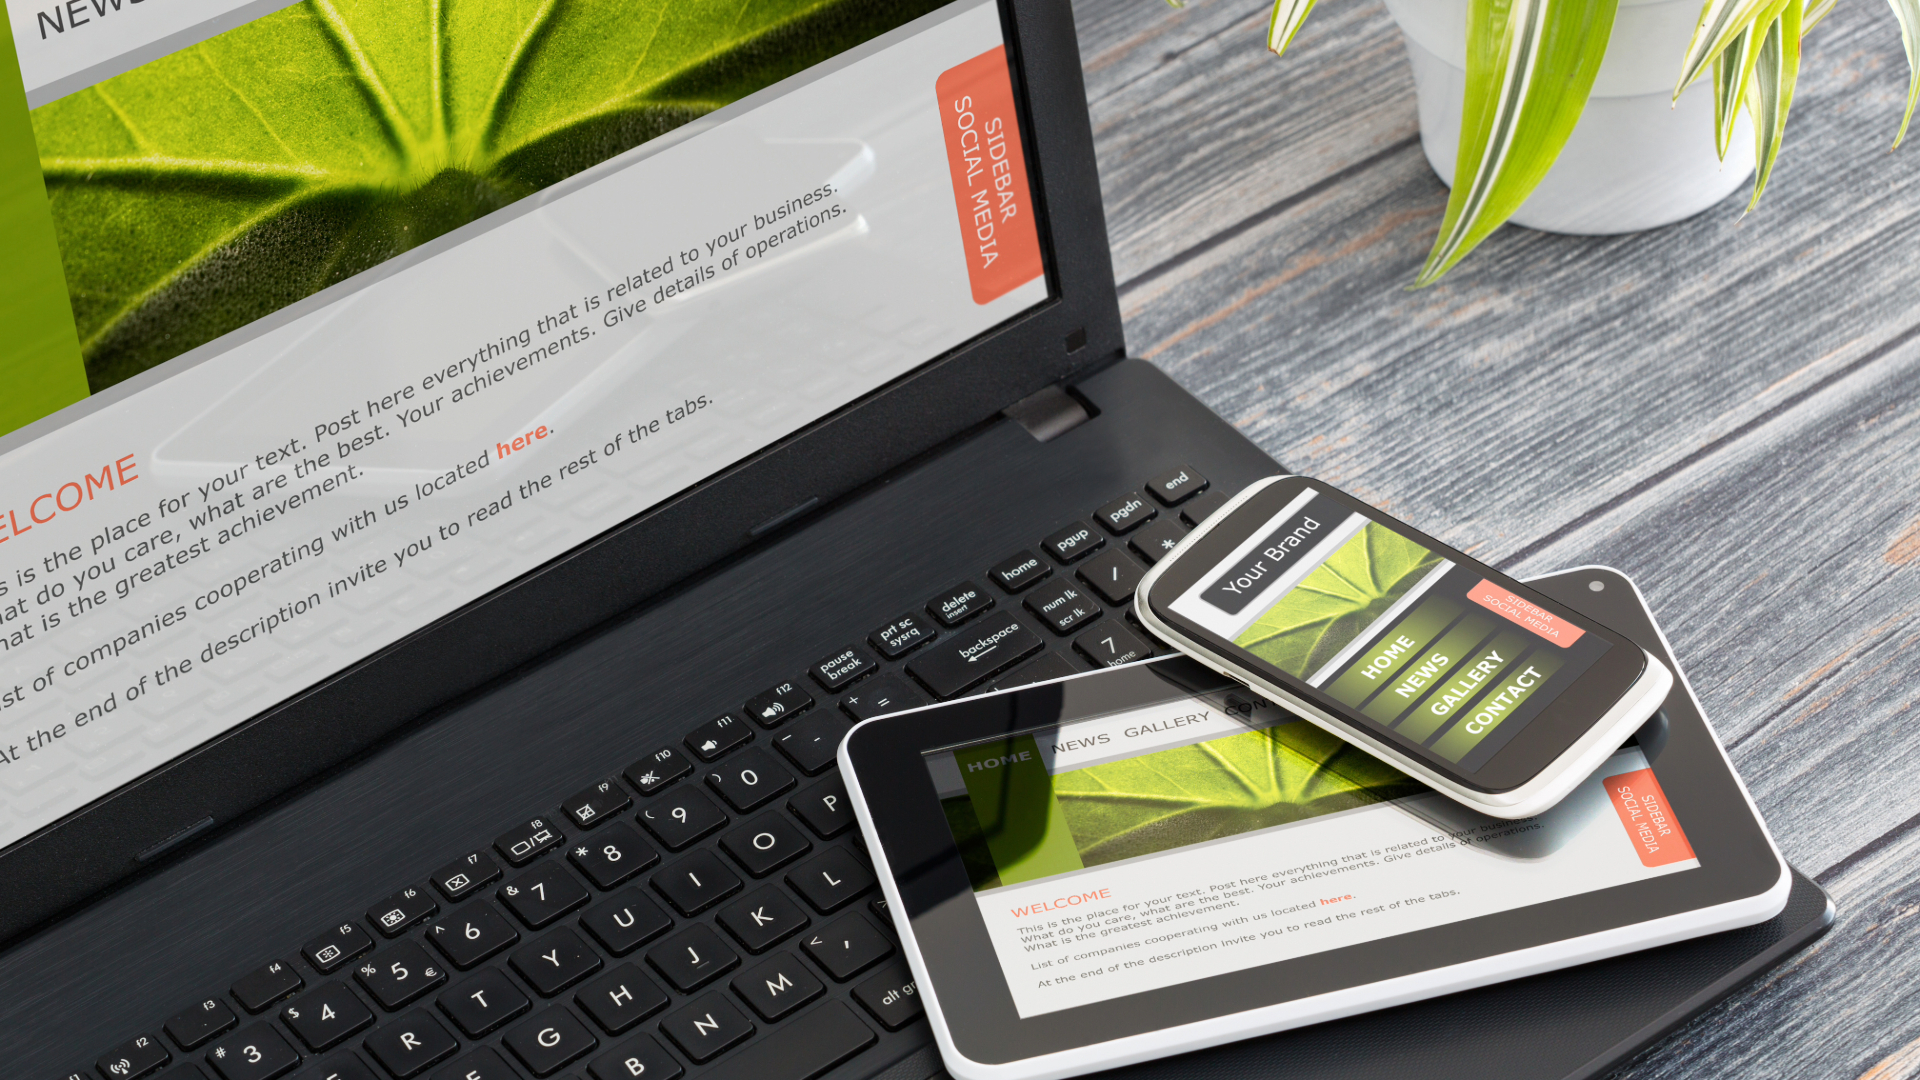 NEWS
SIDEBAR
SOCIAL MEDIA
WELCOME
is the place for your text. Post here everything that is related to your business.
What do you care, what are the best. Your achievements. Give details of operations.
What is the greatest achievement.
List of companies cooperating with us located here.
At the end of the description invite you to read the rest of the tabs.
Your Brand
SIDEBAR
SOCIAL MEDIA
HOME
NEWS
GALLERY
CONTACT
HOME NEWS GALLERY
SIDEBAR
SOCIAL MEDIA
WELCOME
This is the place for your text. Post here everything that is related to your business.
What do you care, what are the best. Your achievements. Give details of operations.
What is the greatest achievement.
List of companies cooperating with us located here.
At the end of the description invite you to read the rest of the tabs.
end
pgdn
pgup
home
delete
insert
prt sc
sysrq
pause
break
f12
f11
f10
f9
f8
f7
f6
f5
f4
f3
f2
f1
* /
num lk
scr lk
7
home
backspace
+ =
_ -
) 0
( 9
* 8
& 7
^ 6
% 5 €
$ 4
# 3
P
O
I
U
Y
T
R
L
K
J
H
G
< ,
M
N
B
alt gr